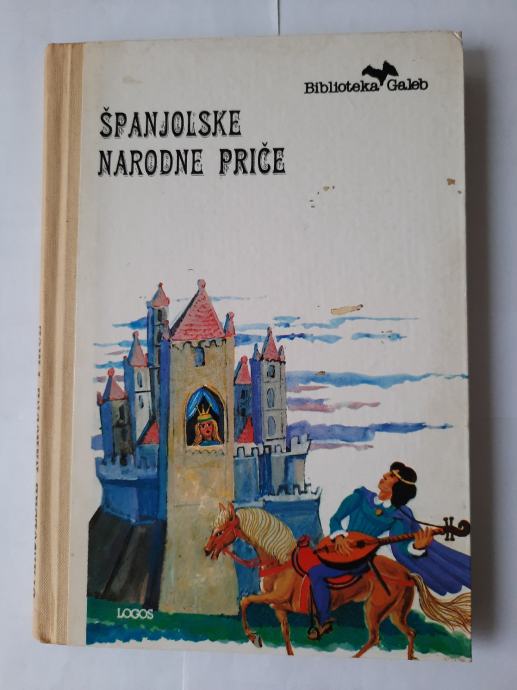 Biblioteka Galeb
ŠPANJOLSKE
NARODNE PRIČE
LOGOS